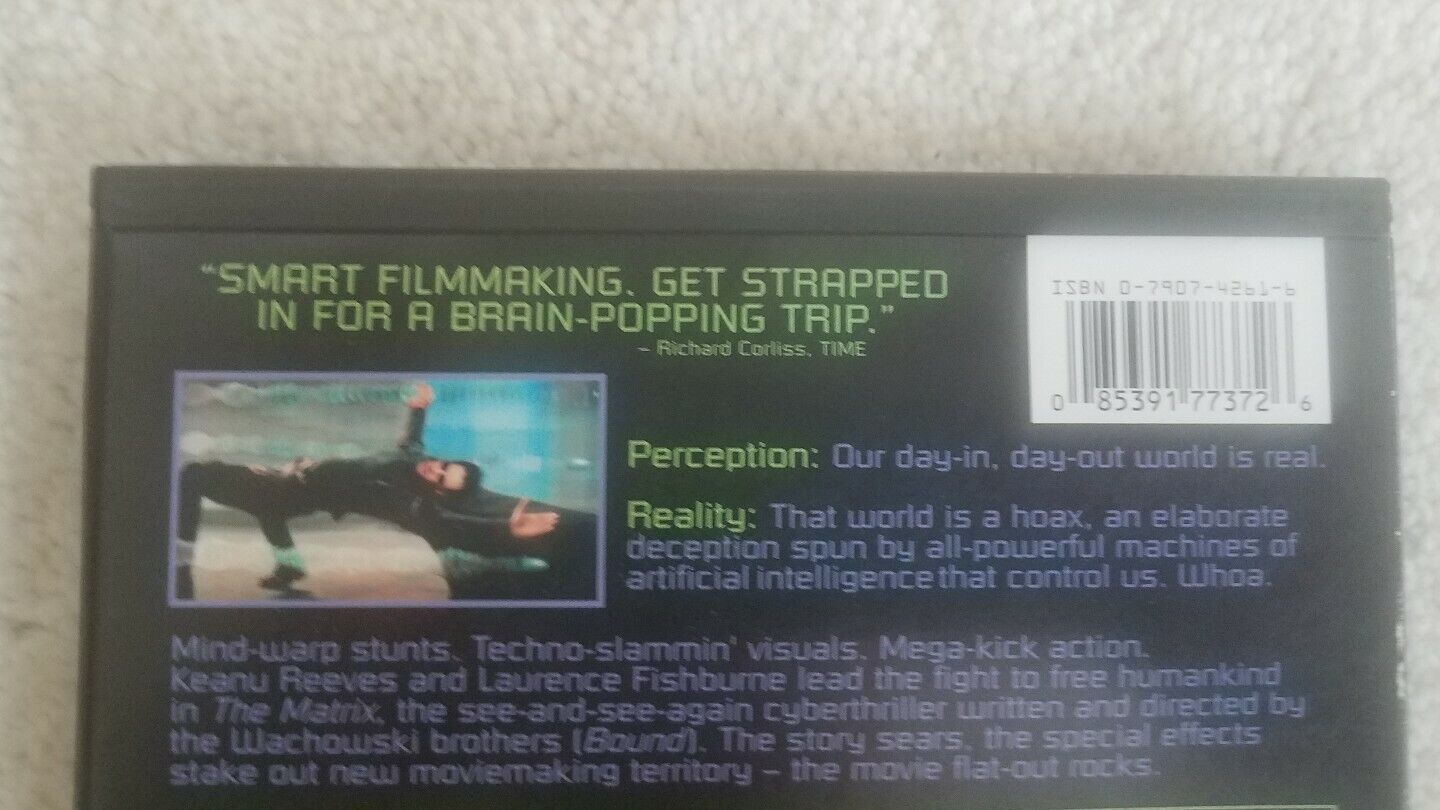 "SMART FILMMAKING. GET STRAPPED
IN FOR A BRAIN-POPPING TRIP."
– Richard Corliss, TIME
ISBN 0-7907-4261-6
0 85391 77372 6
Perception: Our day-in, day-out world is real.
Reality: That world is a hoax, an elaborate
deception spun by all-powerful machines of
artificial intelligence that control us. Whoa.
Mind-warp stunts. Techno-slammin' visuals. Mega-kick action.
Keanu Reeves and Laurence Fishburne lead the fight to free humankind
in The Matrix, the see-and-see-again cyberthriller written and directed by
the Wachowski brothers (Bound). The story sears, the special effects
stake out new moviemaking territory – the movie flat-out rocks.